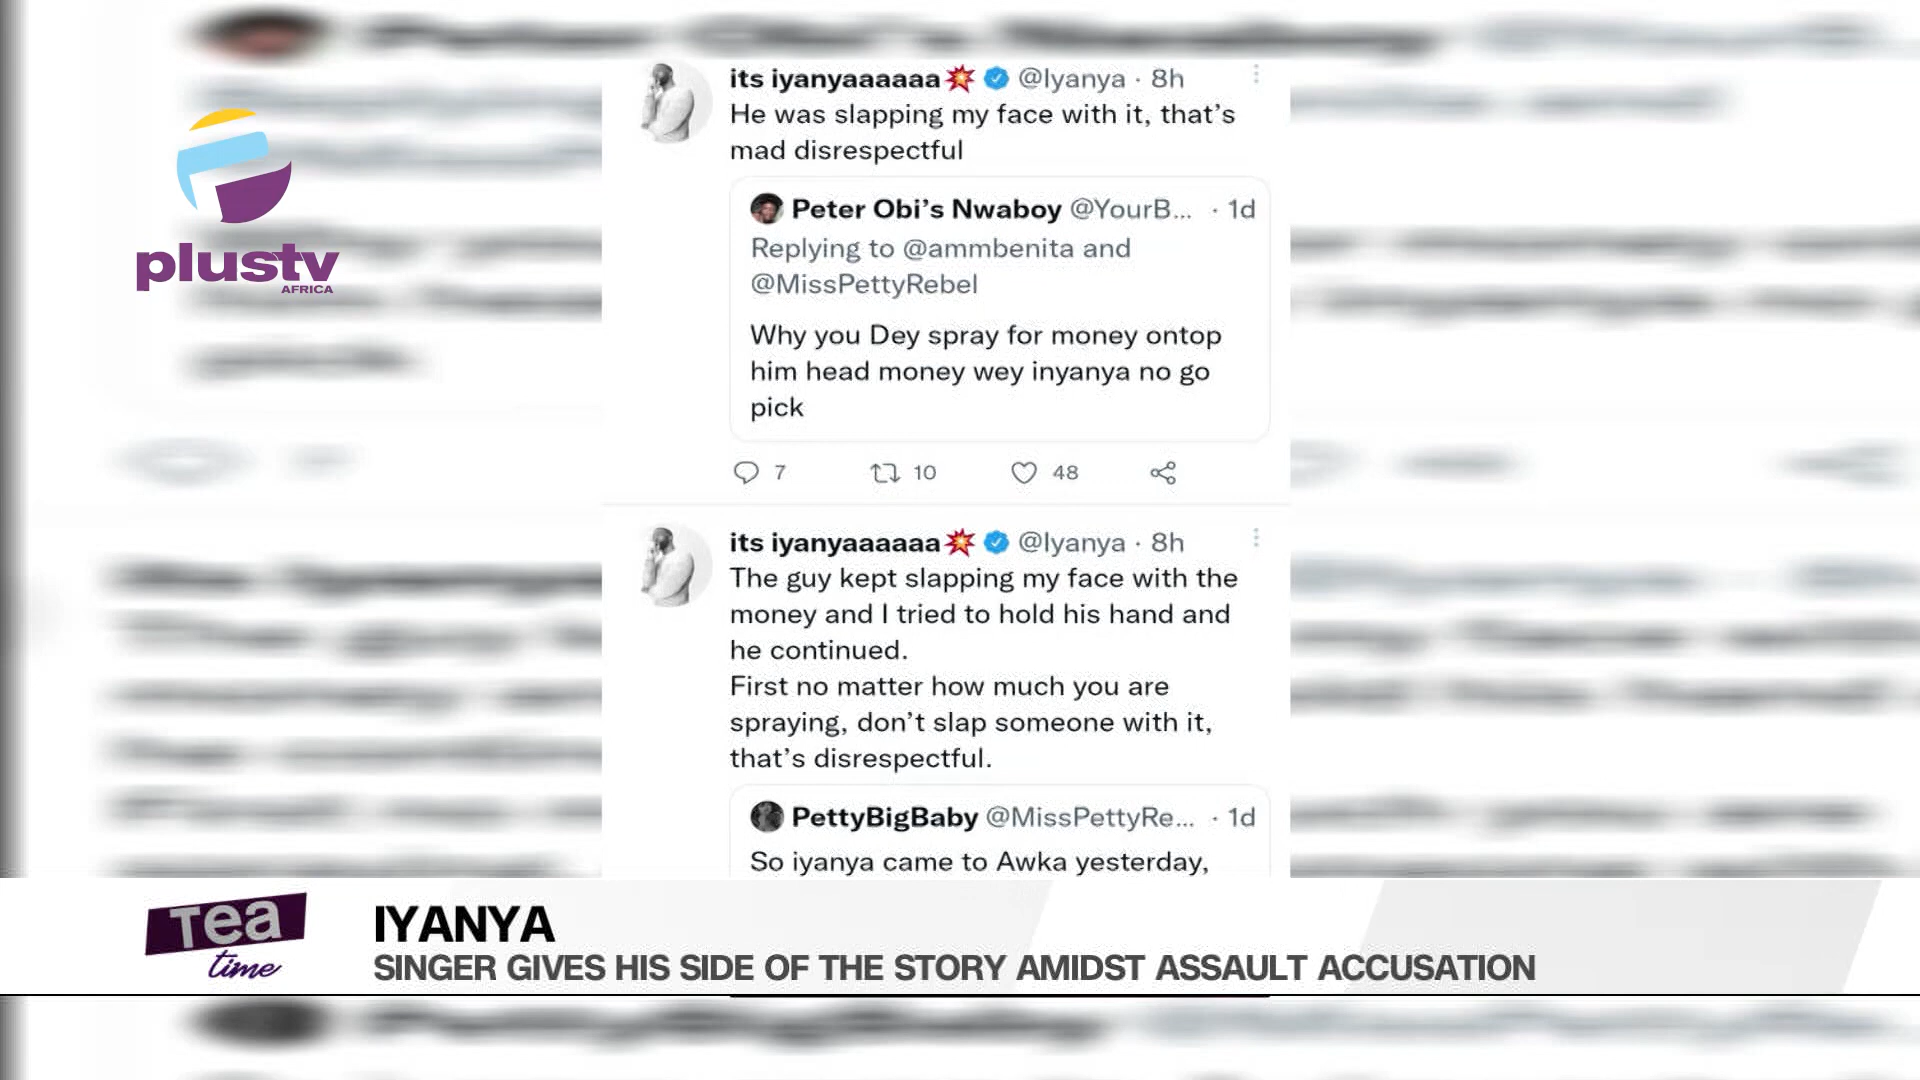 its iyanyaaaaaa💥 @Iyanya · 8h
He was slapping my face with it, that's
mad disrespectful
Peter Obi's Nwaboy @YourB... · 1d
Replying to @ammbenita and
@MissPettyRebel
Why you Dey spray for money ontop
him head money wey inyanya no go
pick
7 10 48
its iyanyaaaaaa💥 @Iyanya · 8h
The guy kept slapping my face with the
money and I tried to hold his hand and
he continued.
First no matter how much you are
spraying, don't slap someone with it,
that's disrespectful.
PettyBigBaby @MissPettyRe... · 1d
So iyanya came to Awka yesterday,
plustv
AFRICA
Tea
time
IYANYA
SINGER GIVES HIS SIDE OF THE STORY AMIDST ASSAULT ACCUSATION